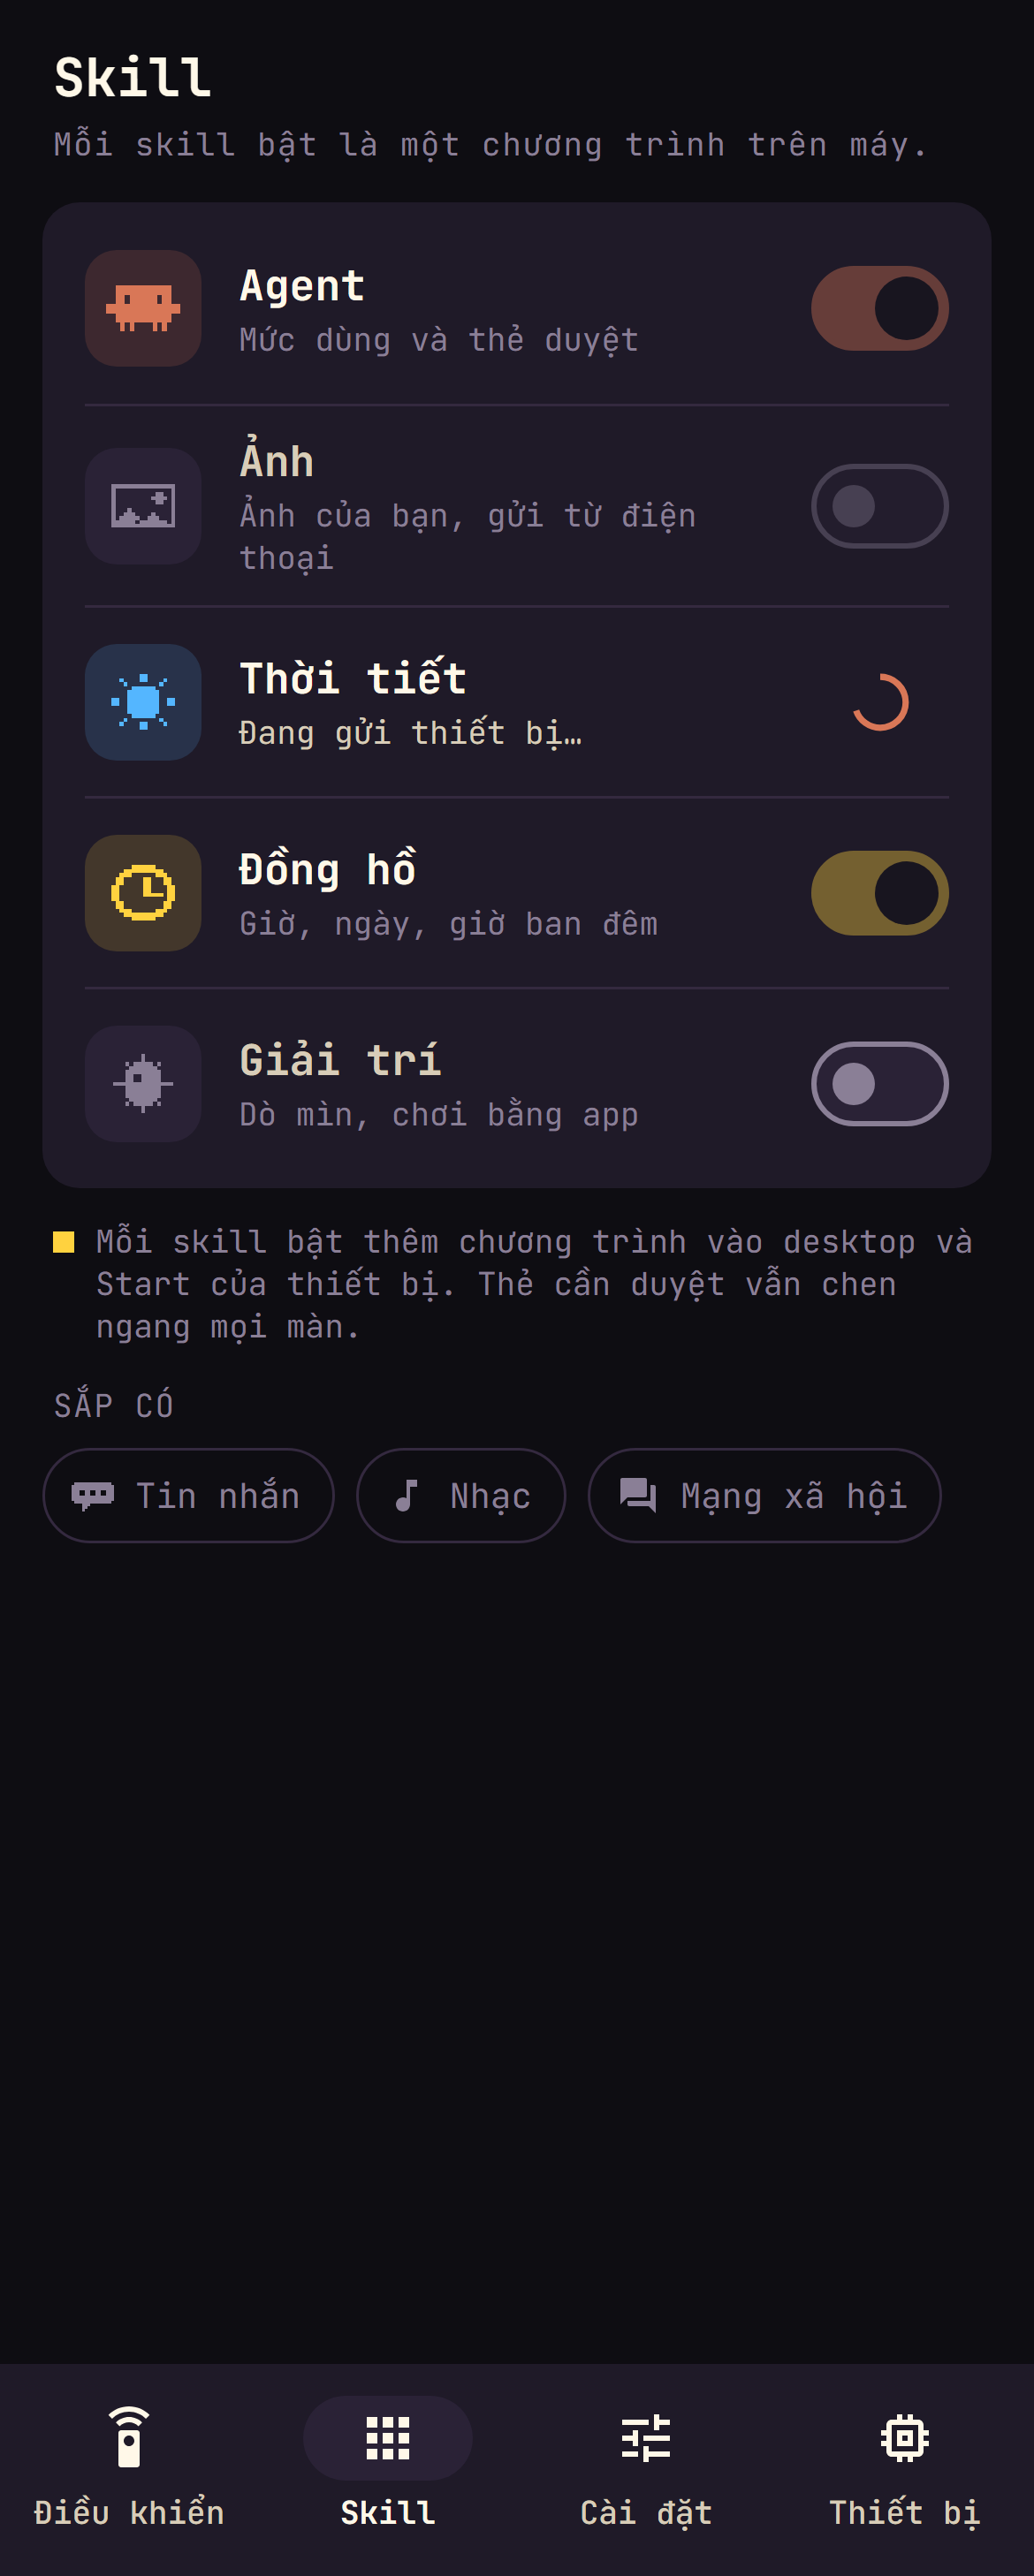 Skill
Mỗi skill bật là một chương trình trên máy.
Agent
Mức dùng và thẻ duyệt
Ảnh
Ảnh của bạn, gửi từ điện
thoại
Thời tiết
Đang gửi thiết bị…
Đồng hồ
Giờ, ngày, giờ ban đêm
Giải trí
Dò mìn, chơi bằng app
Mỗi skill bật thêm chương trình vào desktop và
Start của thiết bị. Thẻ cần duyệt vẫn chen
ngang mọi màn.
SẮP CÓ
Tin nhắn
Nhạc
Mạng xã hội
Điều khiển
Skill
Cài đặt
Thiết bị